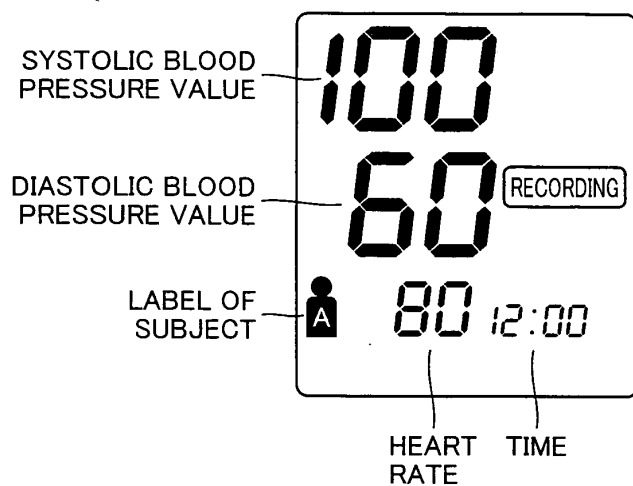 SYSTOLIC BLOOD
PRESSURE VALUE
100
DIASTOLIC BLOOD
PRESSURE VALUE
60
RECORDING
LABEL OF
SUBJECT
A
80
12:00
HEART
RATE
TIME